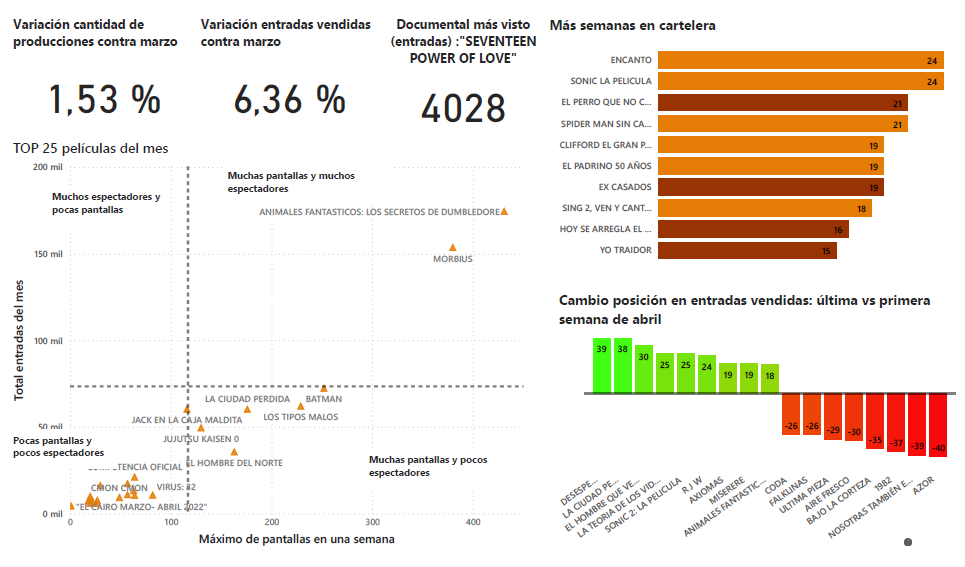 Variación cantidad de
producciones contra marzo
1,53 %
Variación entradas vendidas
contra marzo
6,36 %
Documental más visto
(entradas) :"SEVENTEEN
POWER OF LOVE"
4028
TOP 25 películas del mes
Total entradas del mes
200 mil
150 mil
100 mil
50 mil
0 mil
Muchos espectadores y
pocas pantallas
Muchas pantallas y muchos
espectadores
ANIMALES FANTASTICOS: LOS SECRETOS DE DUMBLEDORE
MORBIUS
LA CIUDAD PERDIDA
BATMAN
JACK EN LA CAJA MALDITA
LOS TIPOS MALOS
JUJUTSU KAISEN 0
EL HOMBRE DEL NORTE
Pocas pantallas y
pocos espectadores
Muchas pantallas y pocos
espectadores
TENCIA OFICIAL
VIRUS: 32
"EL CAIRO MARZO- ABRIL 2022"
0
100
200
300
400
Máximo de pantallas en una semana
Más semanas en cartelera
ENCANTO 24
SONIC LA PELICULA 24
EL PERRO QUE NO C... 21
SPIDER MAN SIN CA... 21
CLIFFORD EL GRAN P... 19
EL PADRINO 50 AÑOS 19
EX CASADOS 19
SING 2, VEN Y CANT... 18
HOY SE ARREGLA EL ... 16
YO TRAIDOR 15
Cambio posición en entradas vendidas: última vs primera
semana de abril
39
38
30
25
25
24
19
19
18
-26
-26
-29
-30
-35
-37
-39
-40
DESESPE...
LA CIUDAD PE...
EL HOMBRE QUE VE...
LA TEORIA DE LOS VID...
SONIC 2: LA PELICULA
R J W
AXIOMAS
MISERERE
ANIMALES FANTASTIC...
CODA
FALKLINAS
ULTIMA PIEZA
AIRE FRESCO
BAJO LA CORTEZA
1982
NOSOTRAS TAMBIÉN E...
AZOR